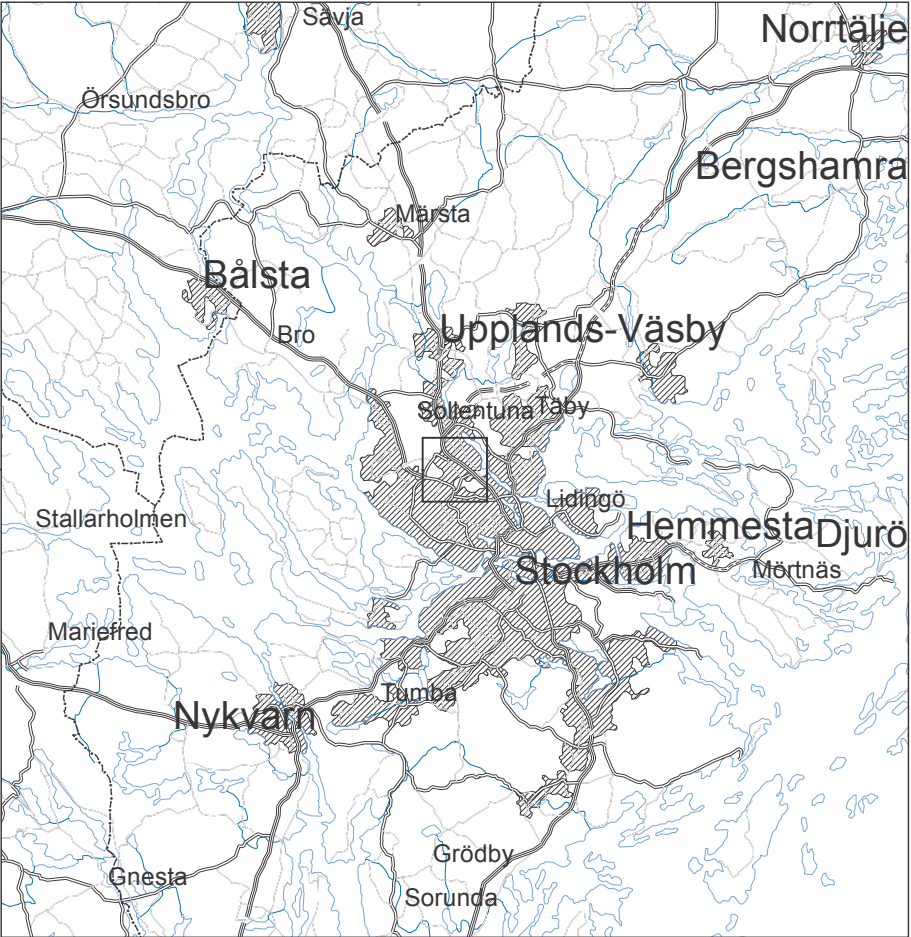 Sävja
Norrtälje
Örsundsbro
Bergshamra
Märsta
Bålsta
Bro
Upplands-Väsby
Sollentuna
Täby
Lidingö
Stallarholmen
Hemmesta
Djurö
Stockholm
Mörtnäs
Mariefred
Tumba
Nykvarn
Grödby
Gnesta
Sorunda